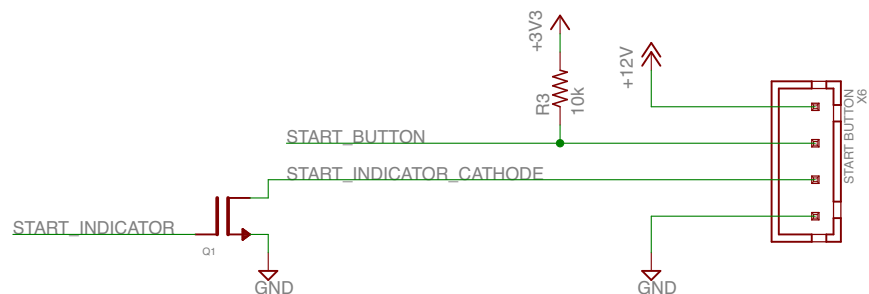 +3V3
+12V
R3
10k
X6
START BUTTON
START_BUTTON
START_INDICATOR_CATHODE
START_INDICATOR
Q1
GND
GND